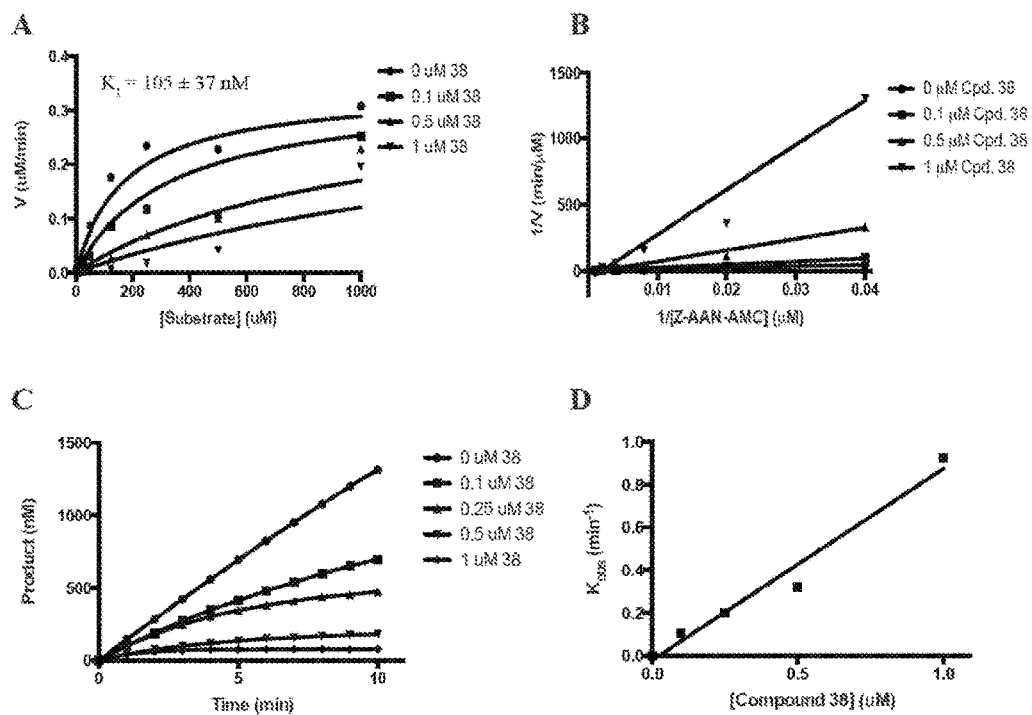 A
K_i = 105 ± 37 nM
0 uM 38
0.1 uM 38
0.5 uM 38
1 uM 38
V (uM/min)
0.4
0.3
0.2
0.1
0.0
0 200 400 600 800 1000
[Substrate] (uM)
B
0 µM Cpd. 38
0.1 µM Cpd. 38
0.5 µM Cpd. 38
1 µM Cpd. 38
1/V (min/µM)
1500
1000
500
0
0.01 0.02 0.03 0.04
1/[Z-AAN-AMC] (µM)
C
0 uM 38
0.1 uM 38
0.25 uM 38
0.5 uM 38
1 uM 38
Product (nM)
1500
1000
500
0
0 5 10
Time (min)
D
K_obs (min⁻¹)
1.0
0.8
0.6
0.4
0.2
0.0
0.0 0.5 1.0
[Compound 38] (uM)